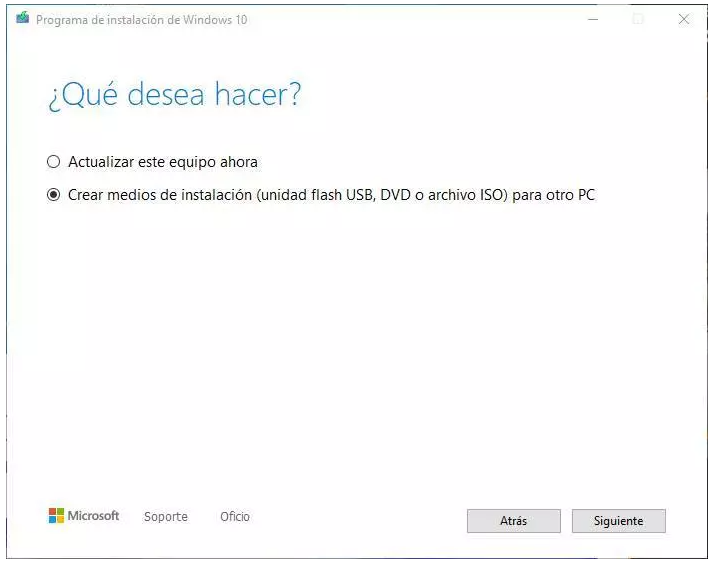 Programa de instalación de Windows 10
¿Qué desea hacer?
Actualizar este equipo ahora
Crear medios de instalación (unidad flash USB, DVD o archivo ISO) para otro PC
Microsoft Soporte Oficio Atrás Siguiente